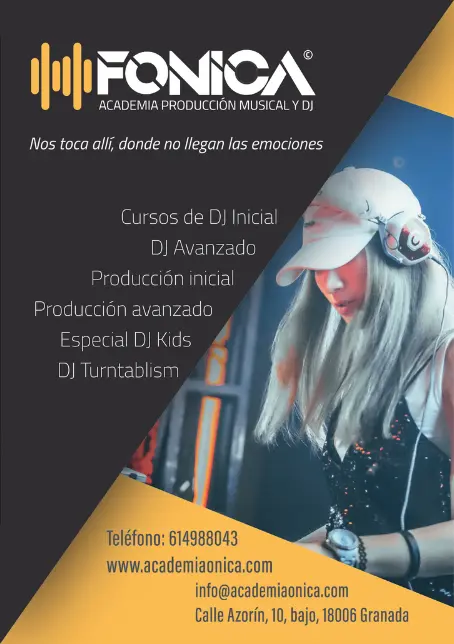 FONICA ©
ACADEMIA PRODUCCIÓN MUSICAL Y DJ
Nos toca allí, donde no llegan las emociones
Cursos de DJ Inicial
DJ Avanzado
Producción inicial
Producción avanzado
Especial DJ Kids
DJ Turntablism
Teléfono: 614988043
www.academiaonica.com
info@academiaonica.com
Calle Azorín, 10, bajo, 18006 Granada